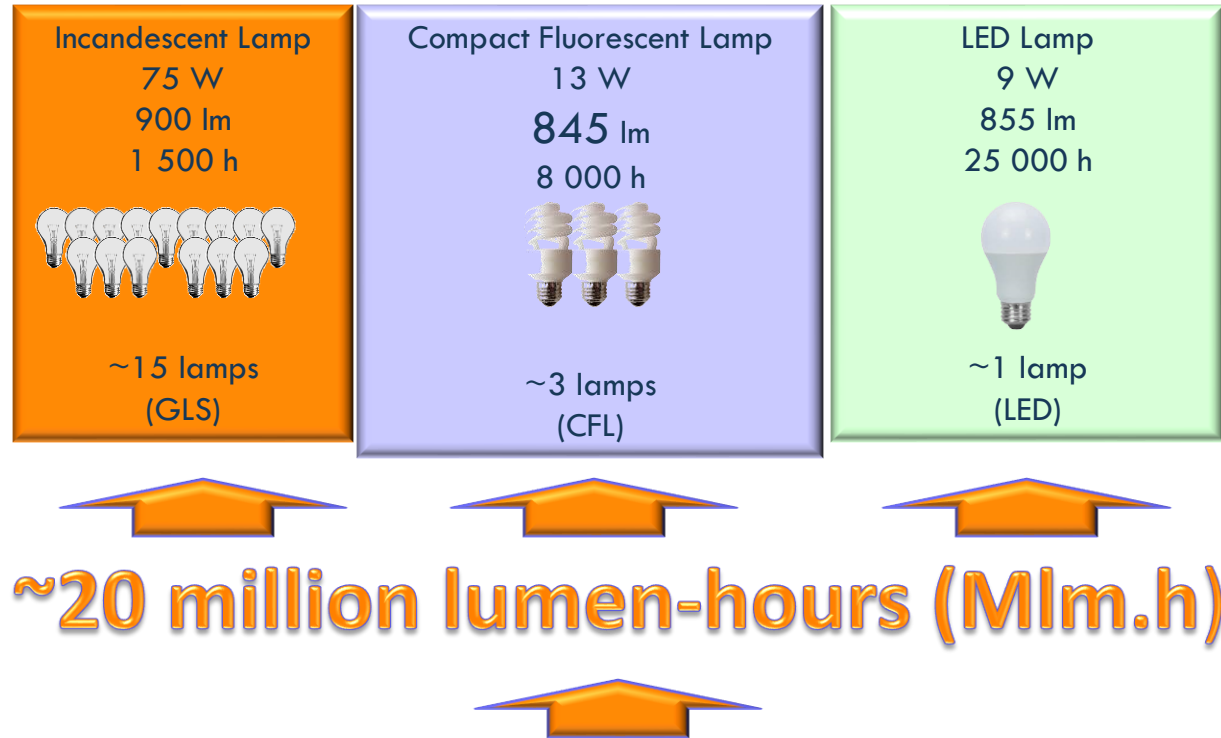 Incandescent Lamp
75 W
900 lm
1 500 h
~15 lamps
(GLS)
Compact Fluorescent Lamp
13 W
845 lm
8 000 h
~3 lamps
(CFL)
LED Lamp
9 W
855 lm
25 000 h
~1 lamp
(LED)
~20 million lumen-hours (Mlm.h)